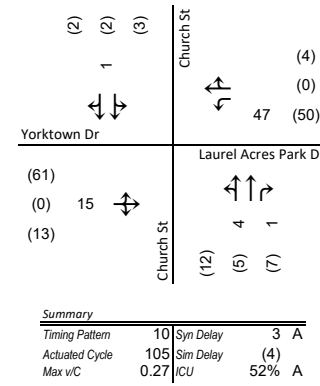 (2) (2) (3)
Church St
1
(4)
(0)
47 (50)
Yorktown Dr
Laurel Acres Park D
(61)
(0) 15
(13)
4 1
Church St
(12) (5) (7)
Summary
Timing Pattern 10 Syn Delay 3 A
Actuated Cycle 105 Sim Delay (4)
Max v/C 0.27 ICU 52% A